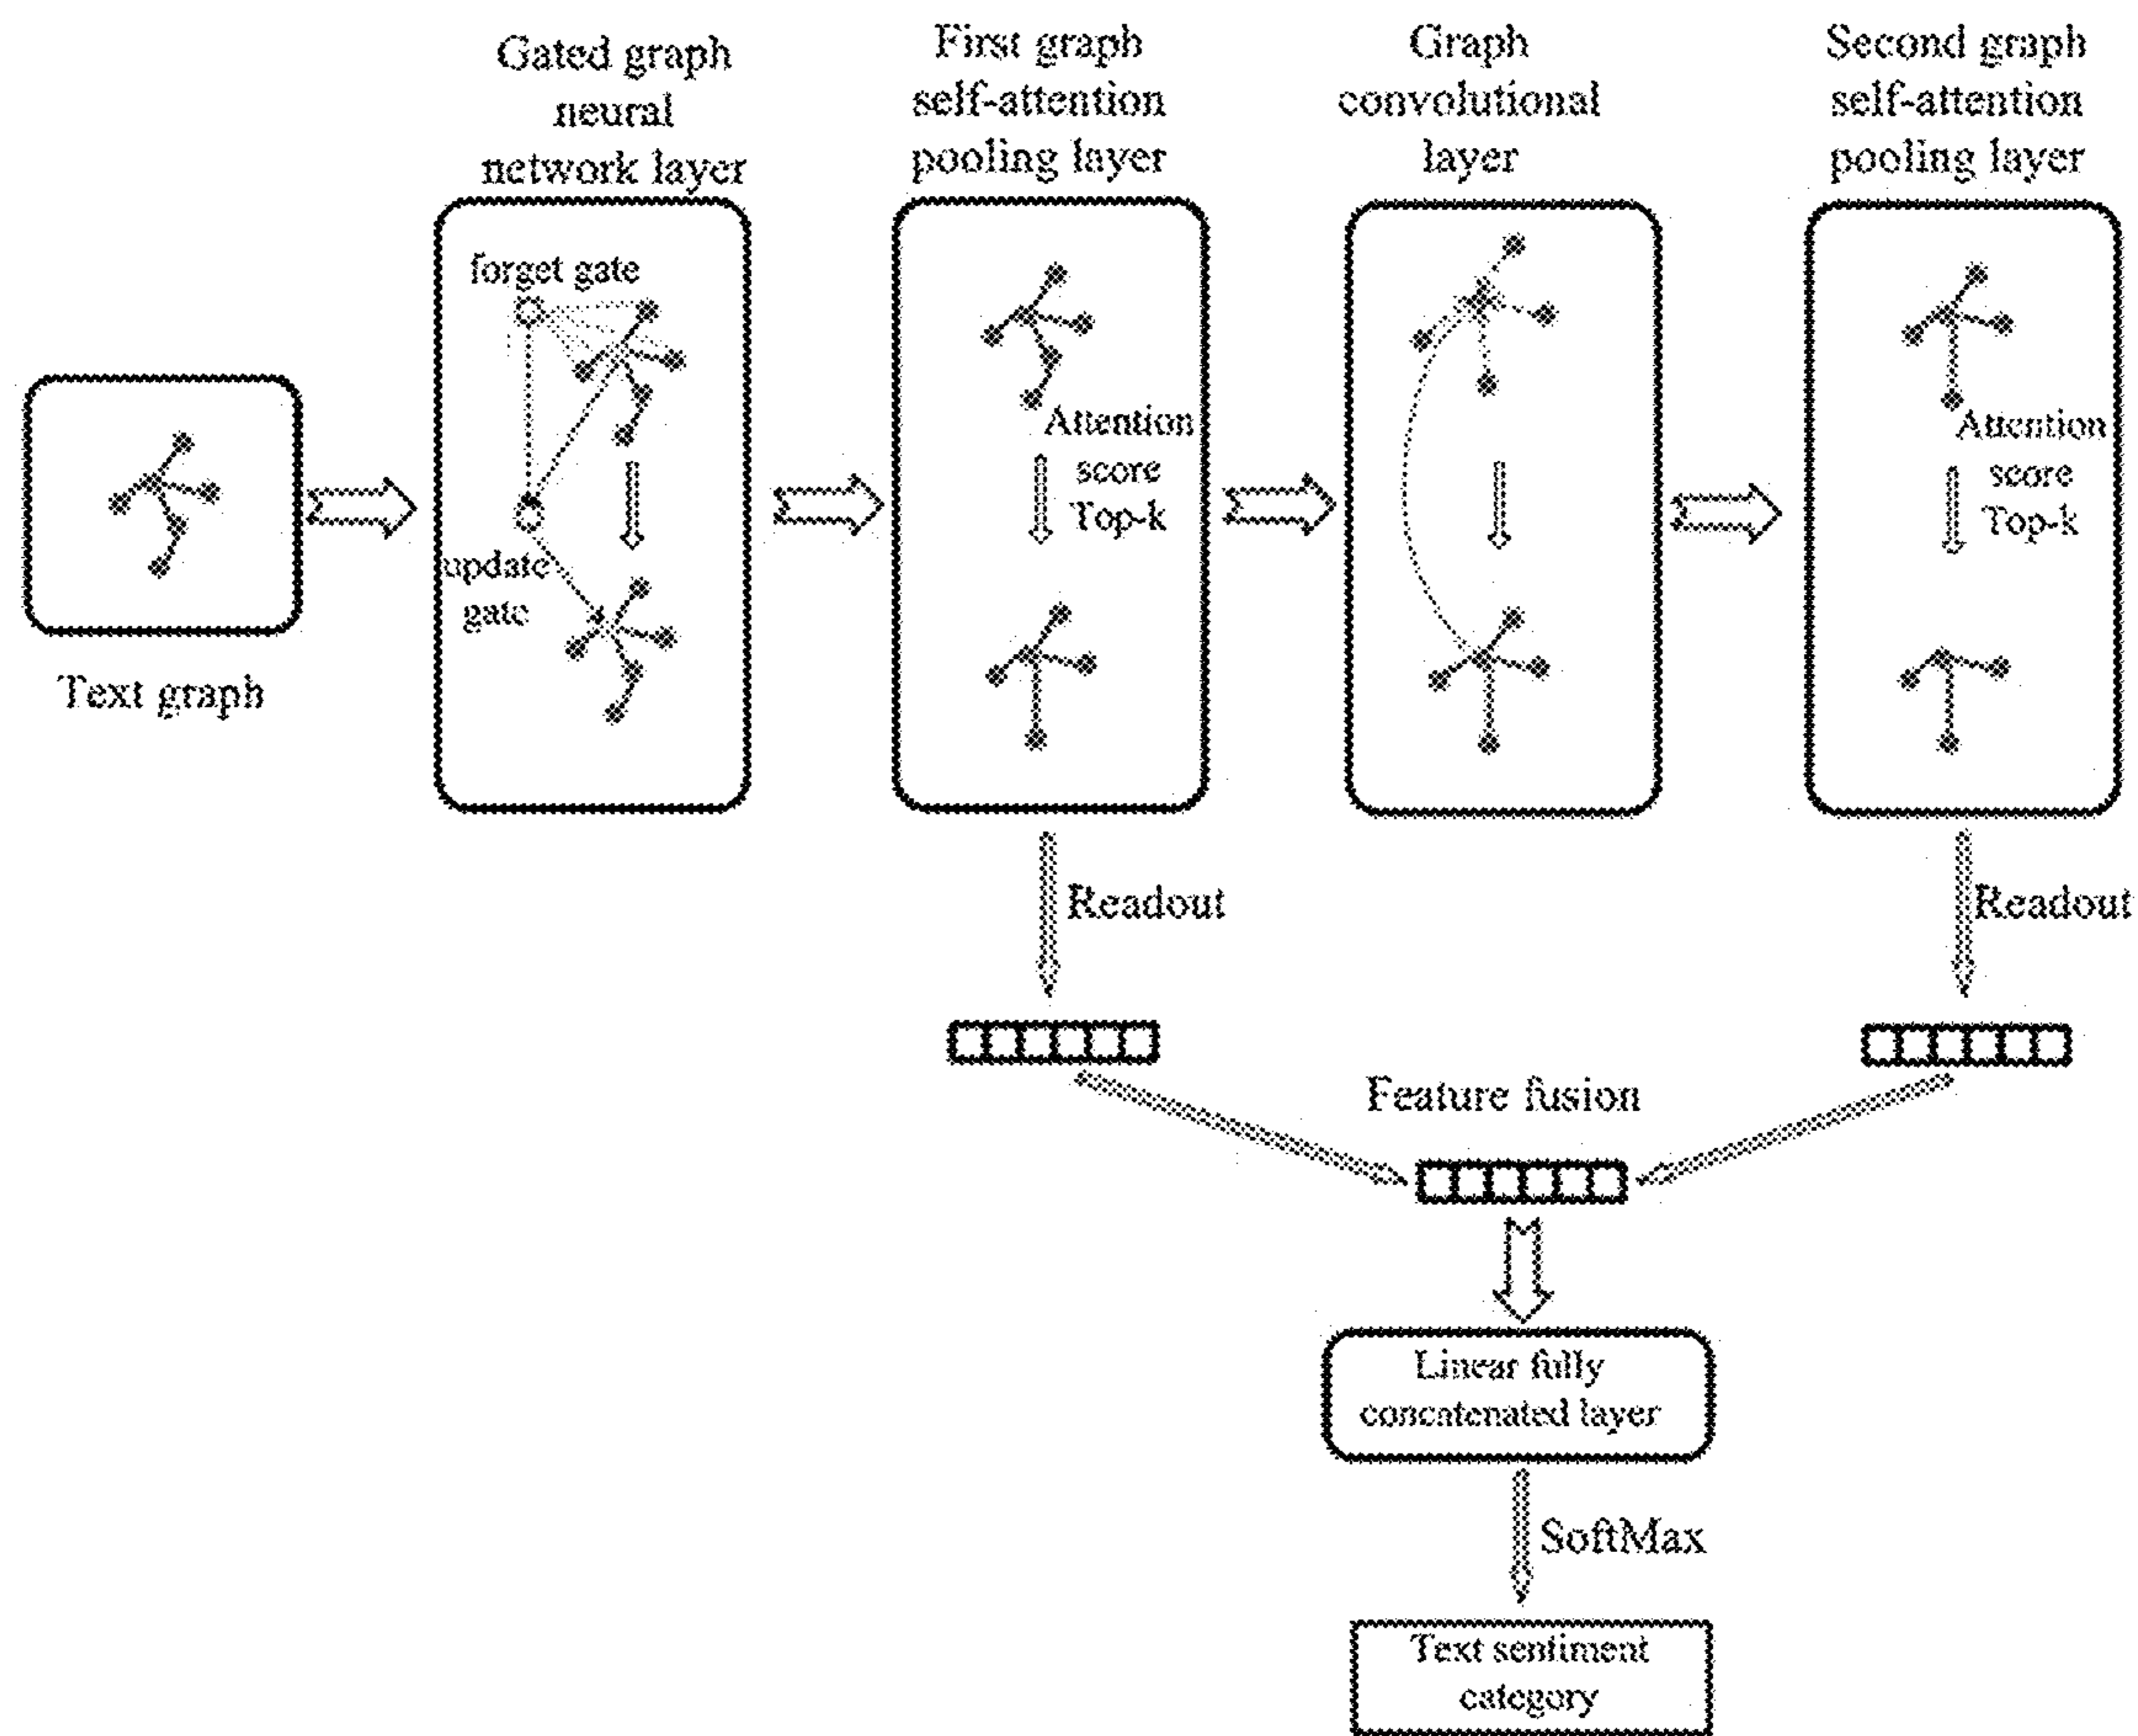 Gated graph
neural
network layer
First graph
self-attention
pooling layer
Graph
convolutional
layer
Second graph
self-attention
pooling layer
forget gate
update
gate
Text graph
Attention
score
Top-k
Attention
score
Top-k
Readout
Readout
Feature fusion
Linear fully
concatenated layer
SoftMax
Text sentiment
category